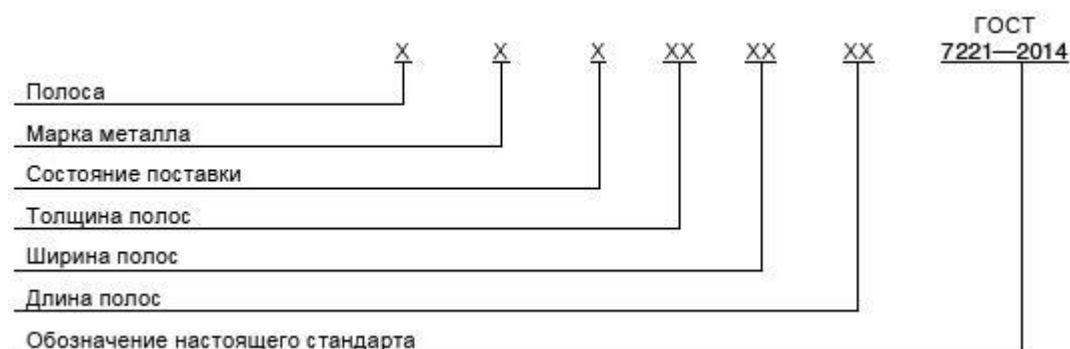 ГОСТ
X X X XX XX XX 7221—2014
Полоса
Марка металла
Состояние поставки
Толщина полос
Ширина полос
Длина полос
Обозначение настоящего стандарта